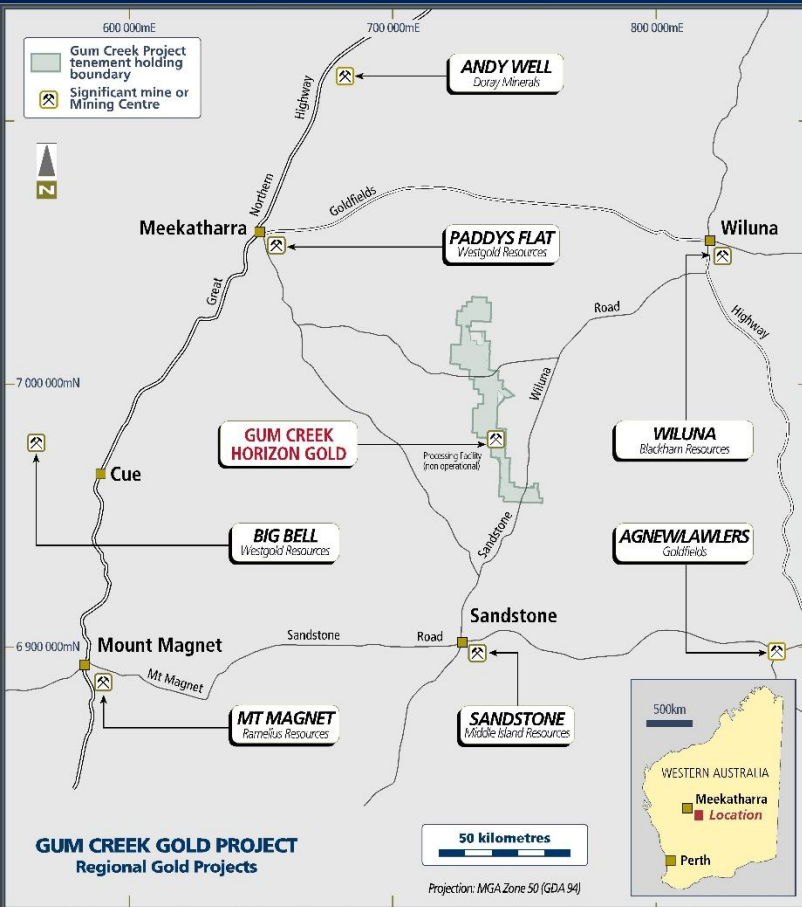 600 000mE
700 000mE
800 000mE
Gum Creek Project
tenement holding
boundary
Significant mine or
Mining Centre
N
ANDY WELL
Doray Minerals
Highway
Northern
Great
Meekatharra
Goldfields
Wiluna
PADDYS FLAT
Westgold Resources
Road
Highway
Wiluna
7 000 000mN
GUM CREEK
HORIZON GOLD
Processing Facility
(non operational)
WILUNA
Blackham Resources
Cue
BIG BELL
Westgold Resources
Sandstone
AGNEW/LAWLERS
Goldfields
Sandstone
6 900 000mN
Mount Magnet
Sandstone
Road
Mt Magnet
MT MAGNET
Ramelius Resources
SANDSTONE
Middle Island Resources
500km
WESTERN AUSTRALIA
Meekatharra
Location
Perth
GUM CREEK GOLD PROJECT
Regional Gold Projects
50 kilometres
Projection: MGA Zone 50 (GDA 94)